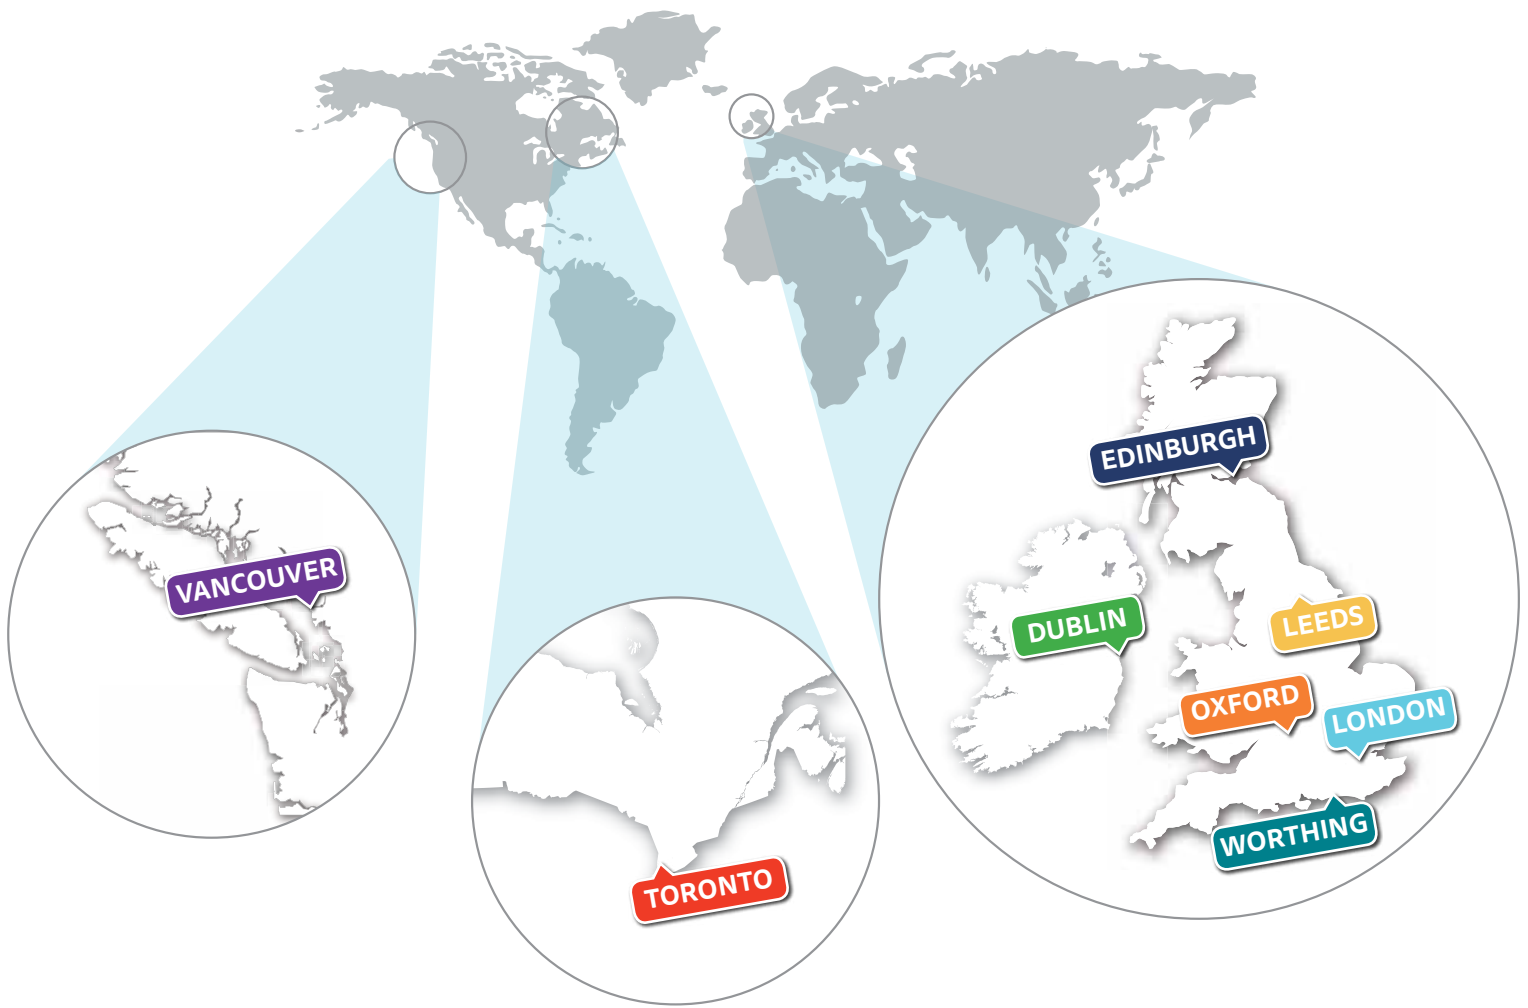 EDINBURGH
VANCOUVER
DUBLIN
LEEDS
OXFORD
LONDON
WORTHING
TORONTO